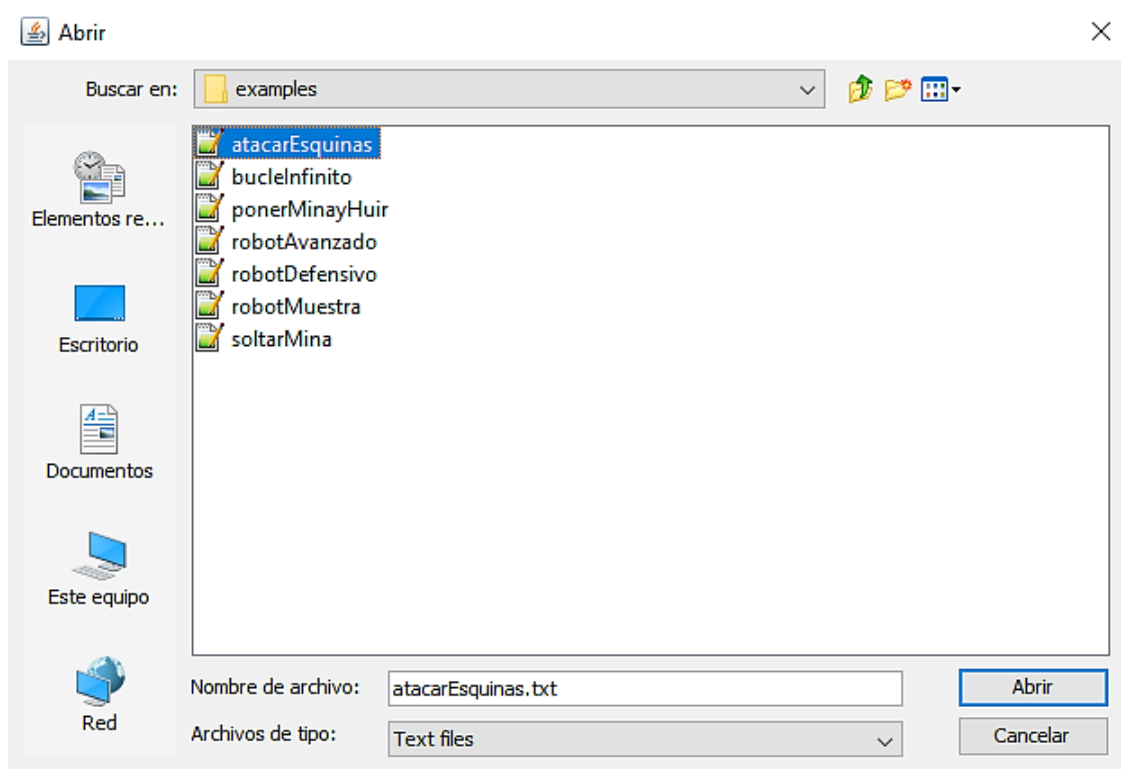 Abrir
Buscar en: examples
atacarEsquinas
bucleInfinito
ponerMinayHuir
robotAvanzado
robotDefensivo
robotMuestra
soltarMina
Elementos re...
Escritorio
Documentos
Este equipo
Red
Nombre de archivo: atacarEsquinas.txt Abrir
Archivos de tipo: Text files Cancelar